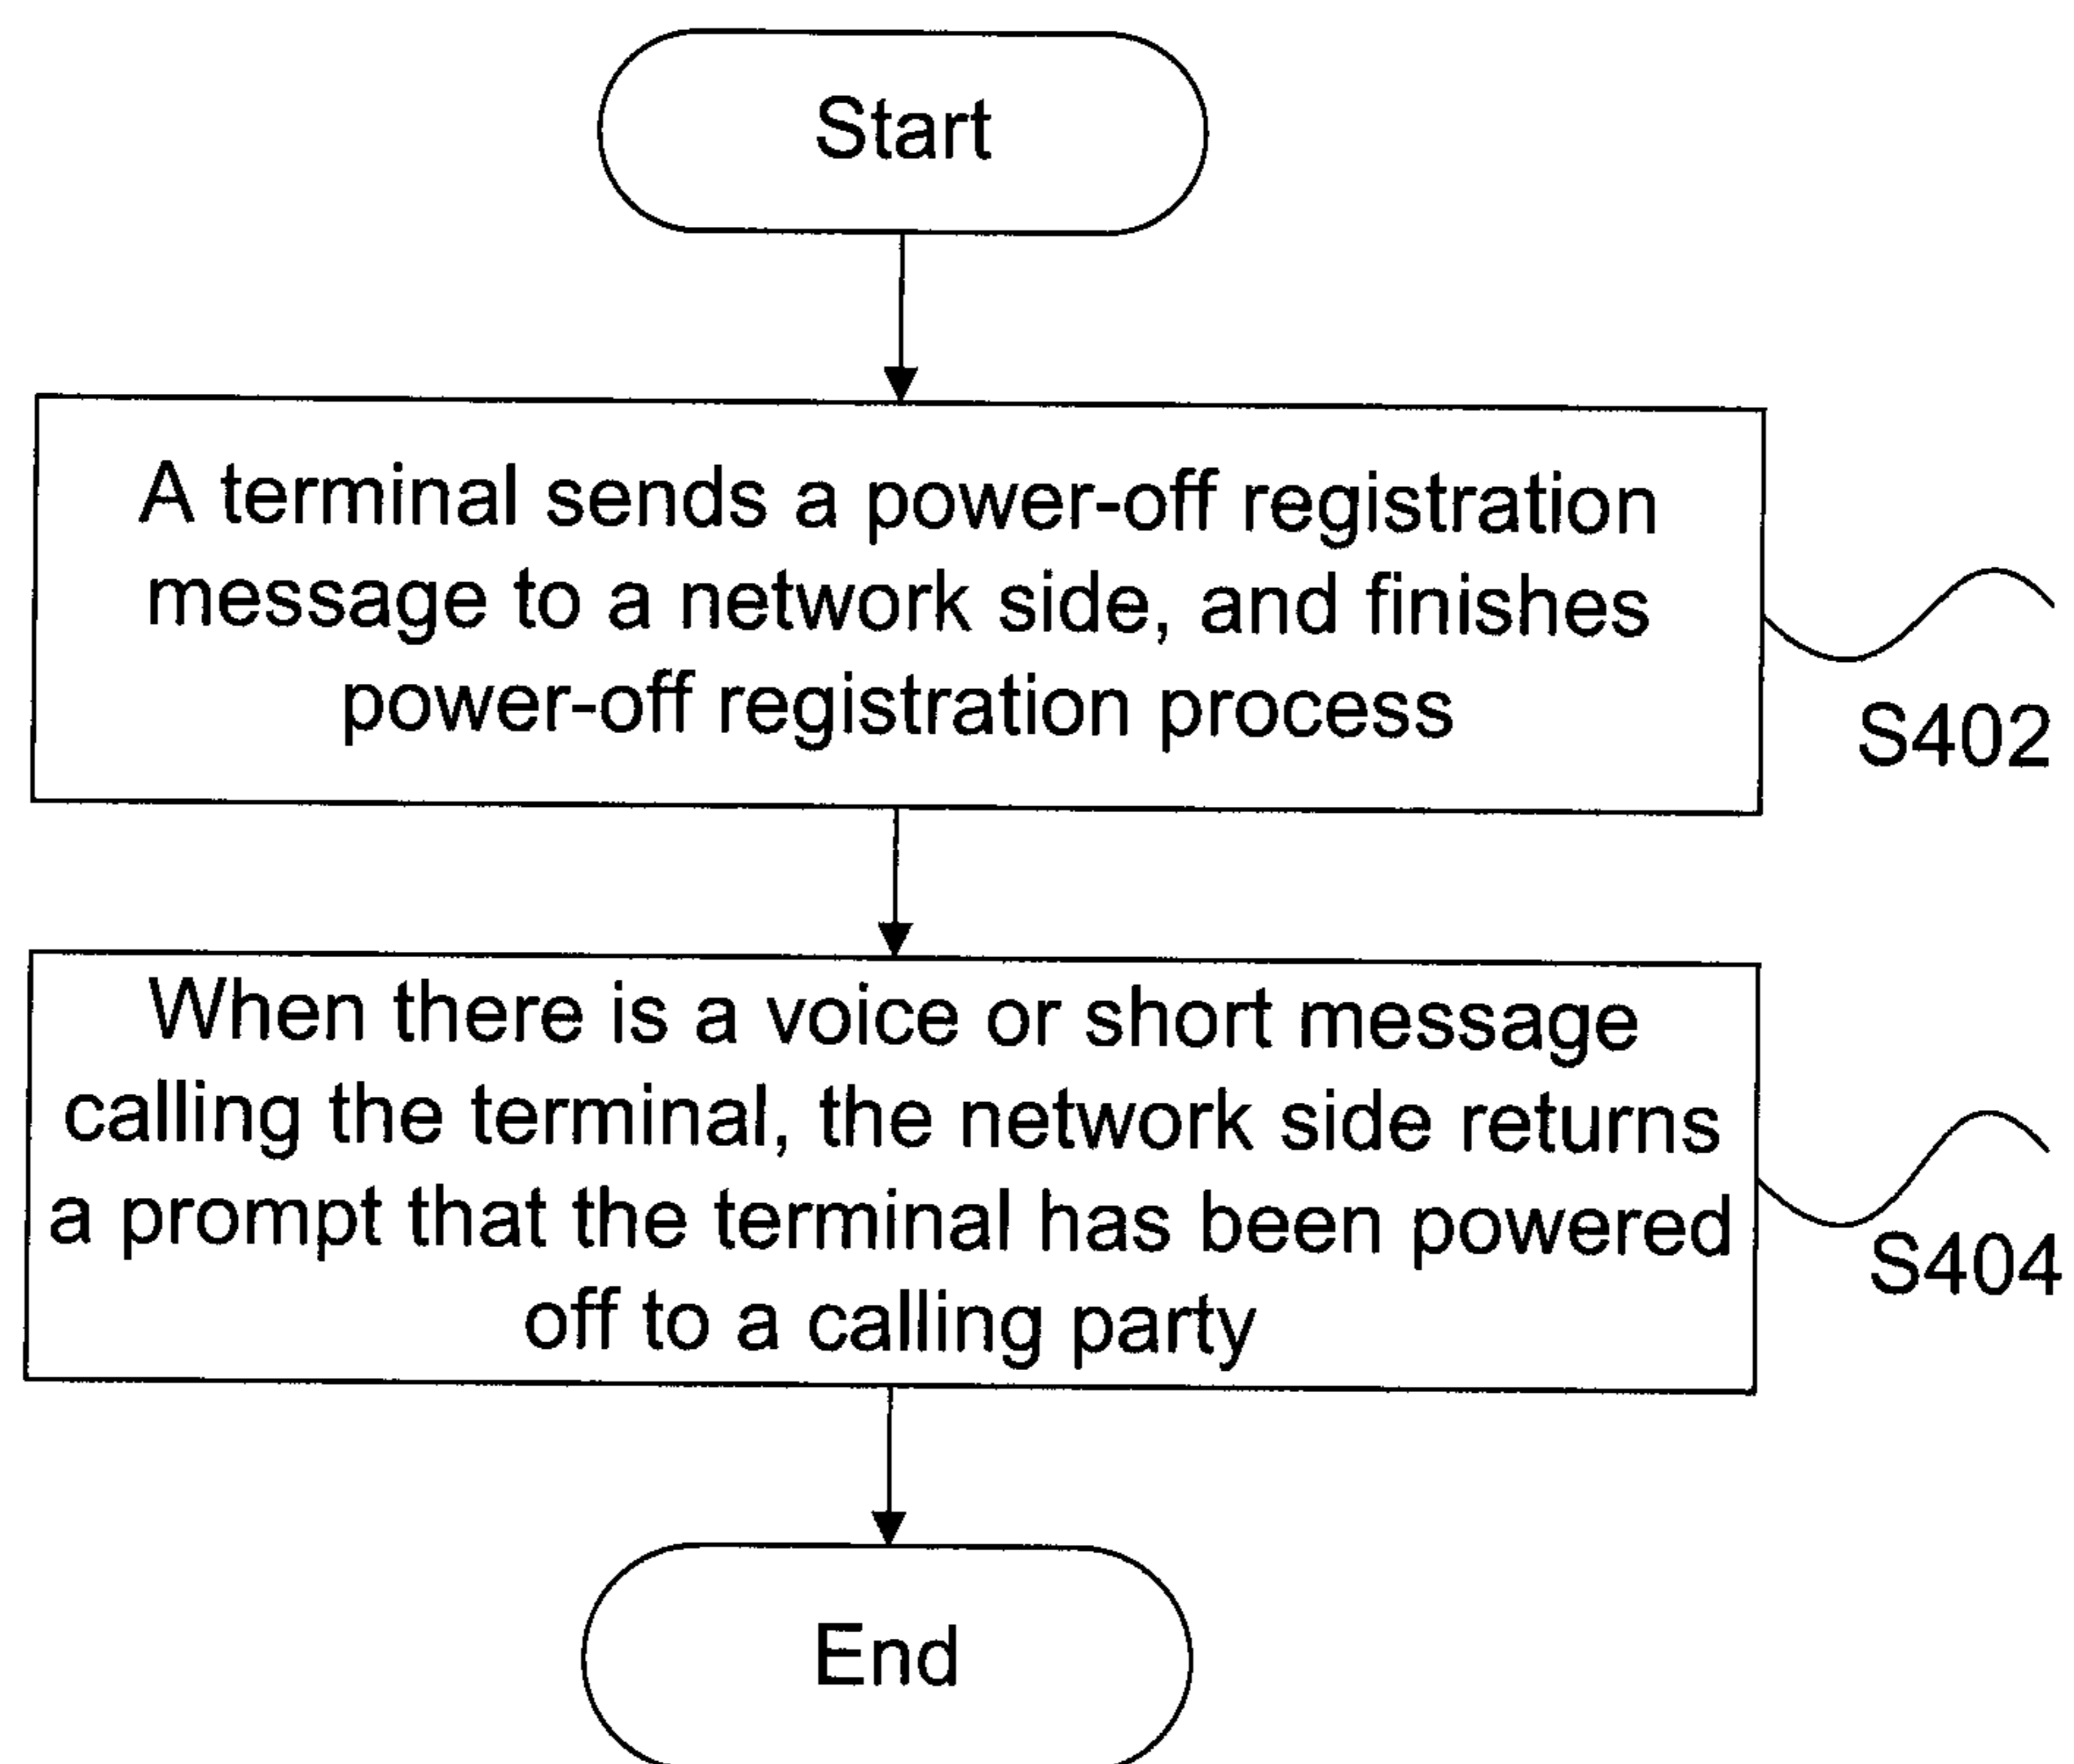 Start
A terminal sends a power-off registration
message to a network side, and finishes
power-off registration process
S402
When there is a voice or short message
calling the terminal, the network side returns
a prompt that the terminal has been powered
off to a calling party
S404
End